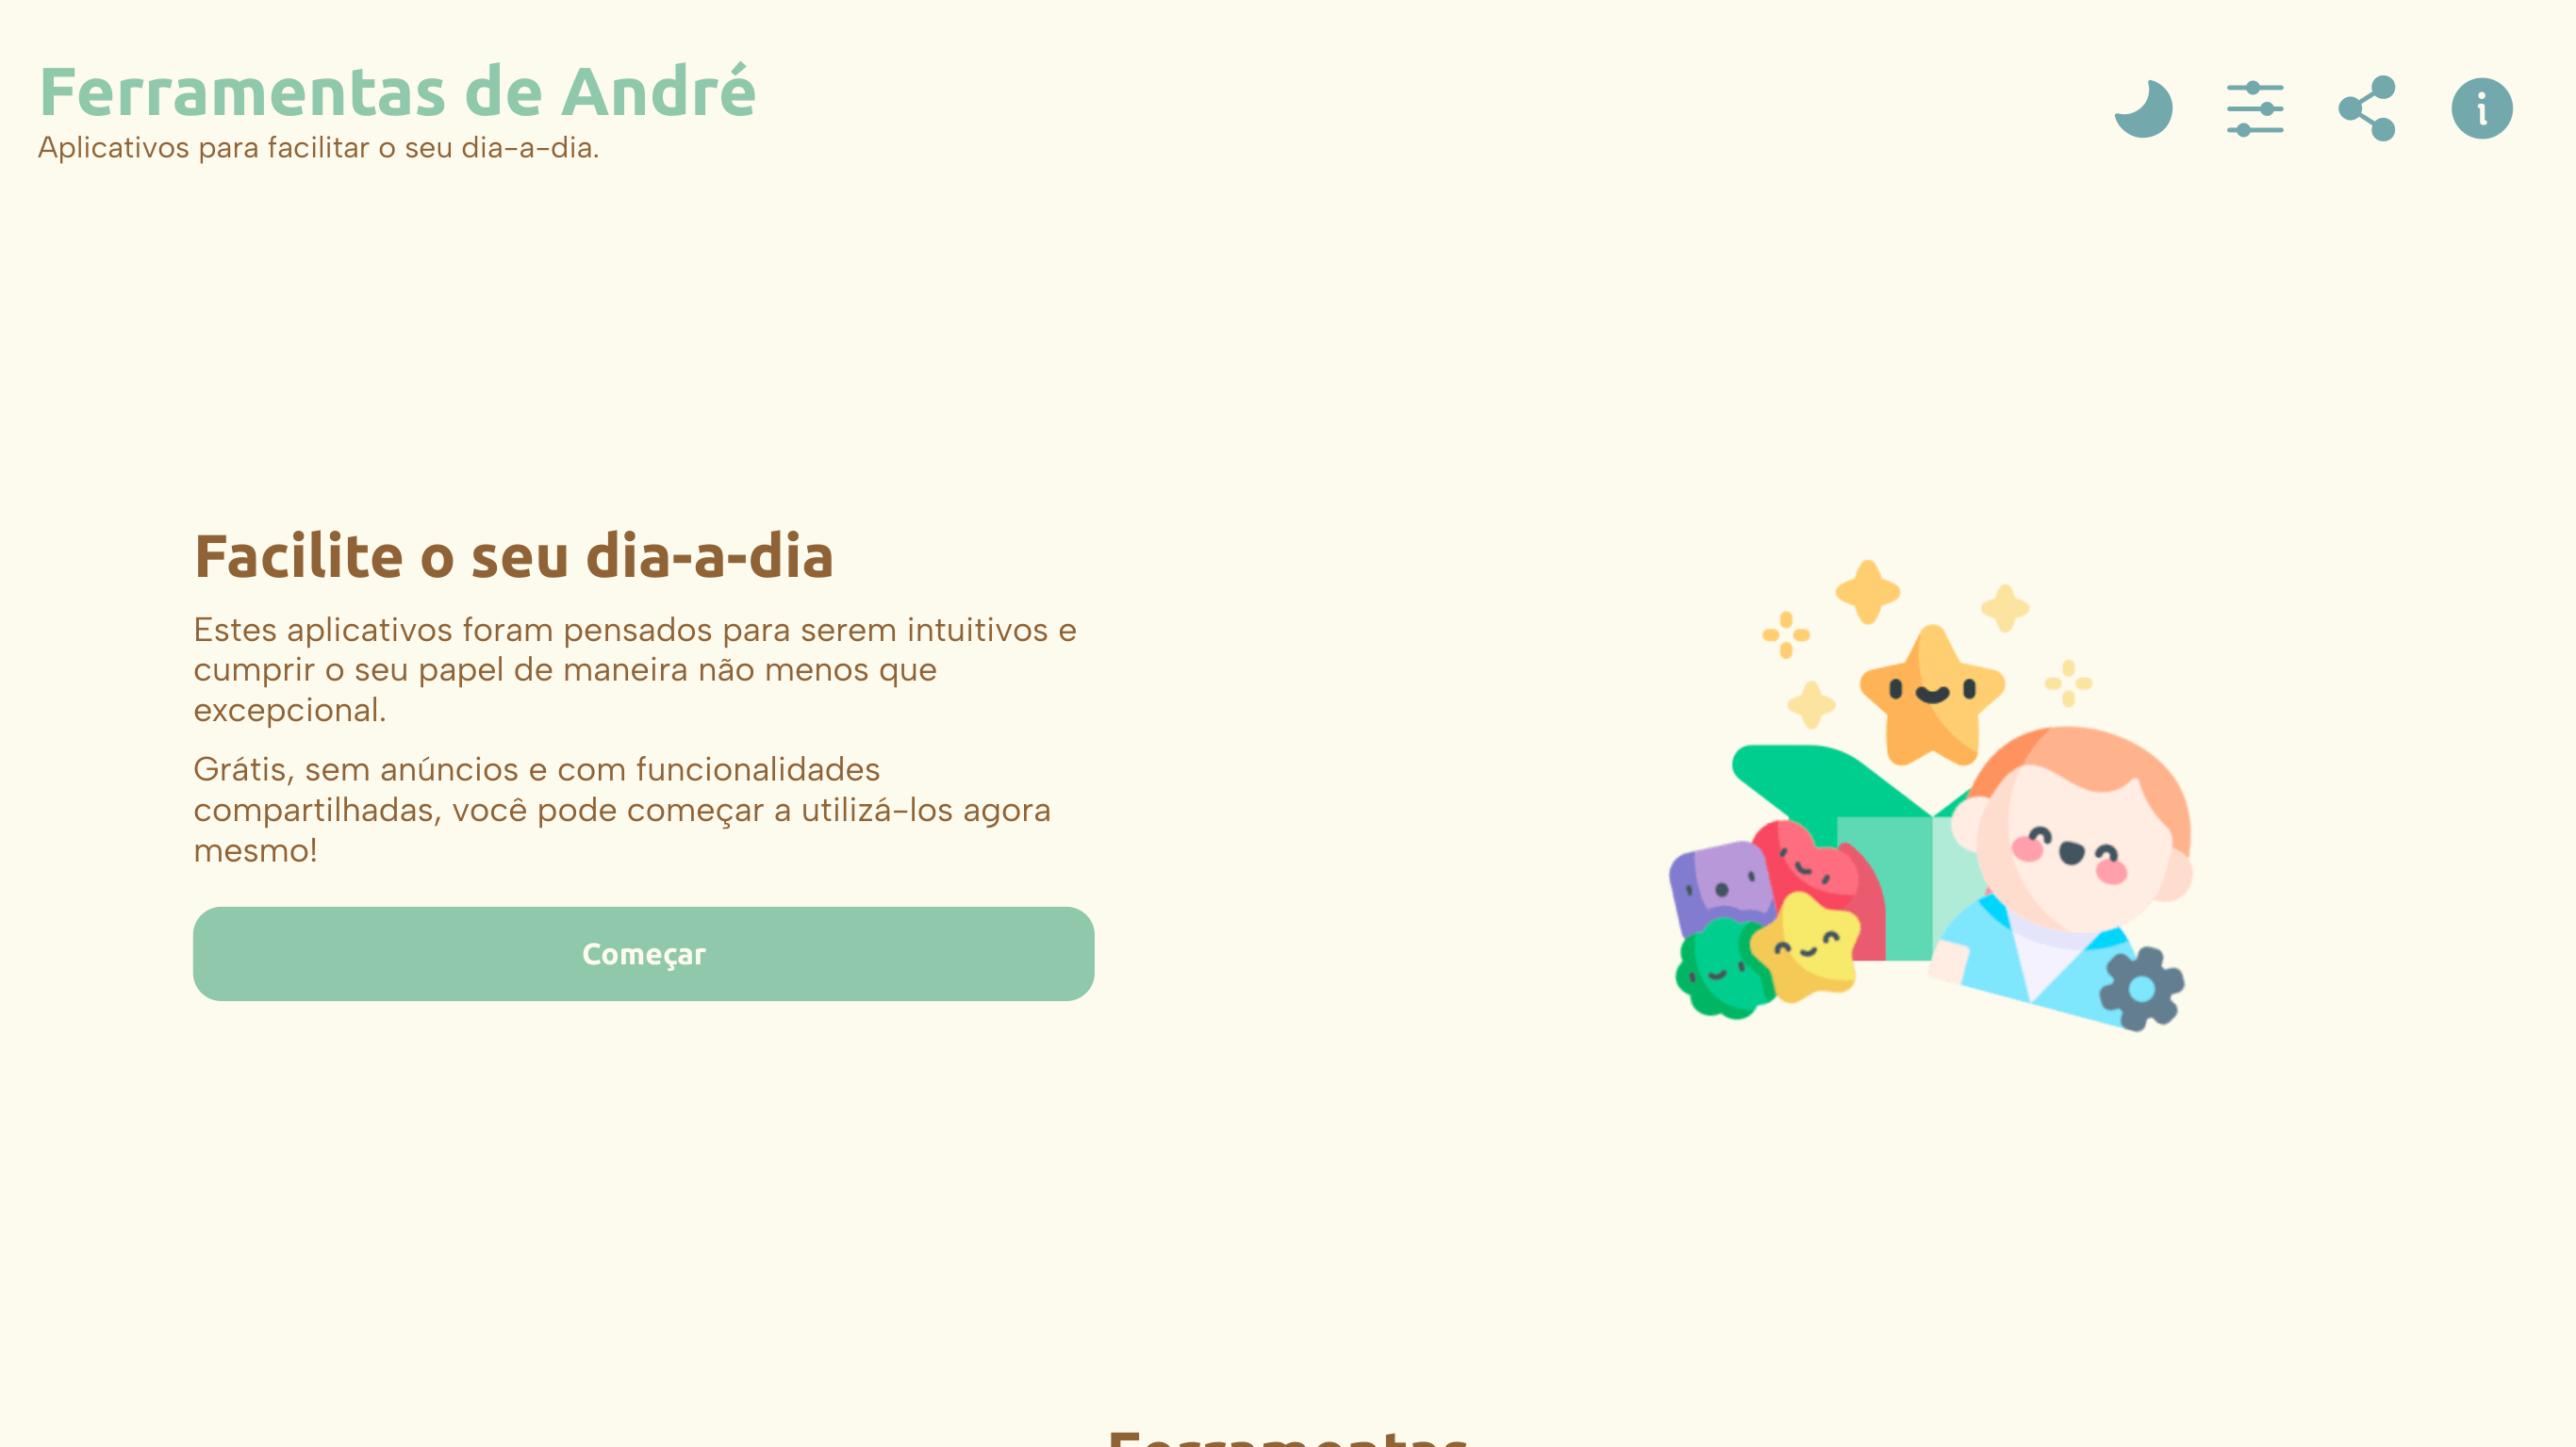 Ferramentas de André
Aplicativos para facilitar o seu dia-a-dia.
Facilite o seu dia-a-dia
Estes aplicativos foram pensados para serem intuitivos e
cumprir o seu papel de maneira não menos que
excepcional.
Grátis, sem anúncios e com funcionalidades
compartilhadas, você pode começar a utilizá-los agora
mesmo!
Começar
Ferramentas